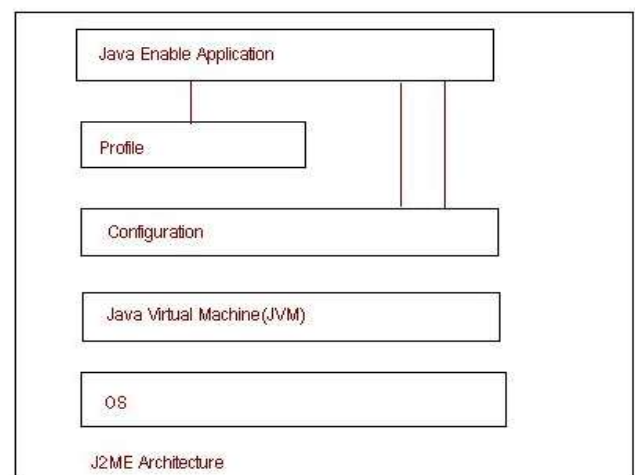 Java Enable Application
Profile
Configuration
Java Virtual Machine(JVM)
OS
J2ME Architecture